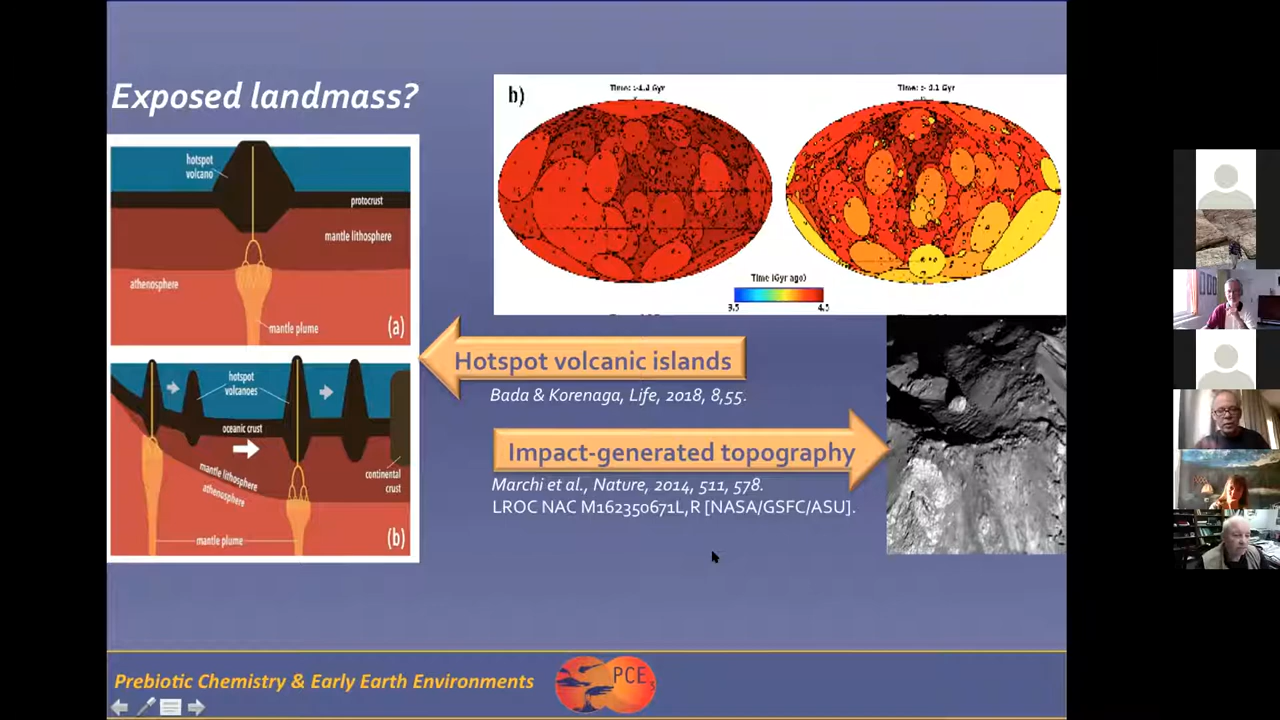 Exposed landmass?
hotspot
volcano
protocrust
mantle lithosphere
athenosphere
mantle plume
(a)
hotspot
volcanoes
oceanic crust
mantle lithosphere
athenosphere
continental
crust
mantle plume
(b)
b)
Time (Gyr ago)
3.5
4.5
Hotspot volcanic islands
Bada & Korenaga, Life, 2018, 8,55.
Impact-generated topography
Marchi et al., Nature, 2014, 511, 578.
LROC NAC M162350671L,R [NASA/GSFC/ASU].
Prebiotic Chemistry & Early Earth Environments
PCE
3